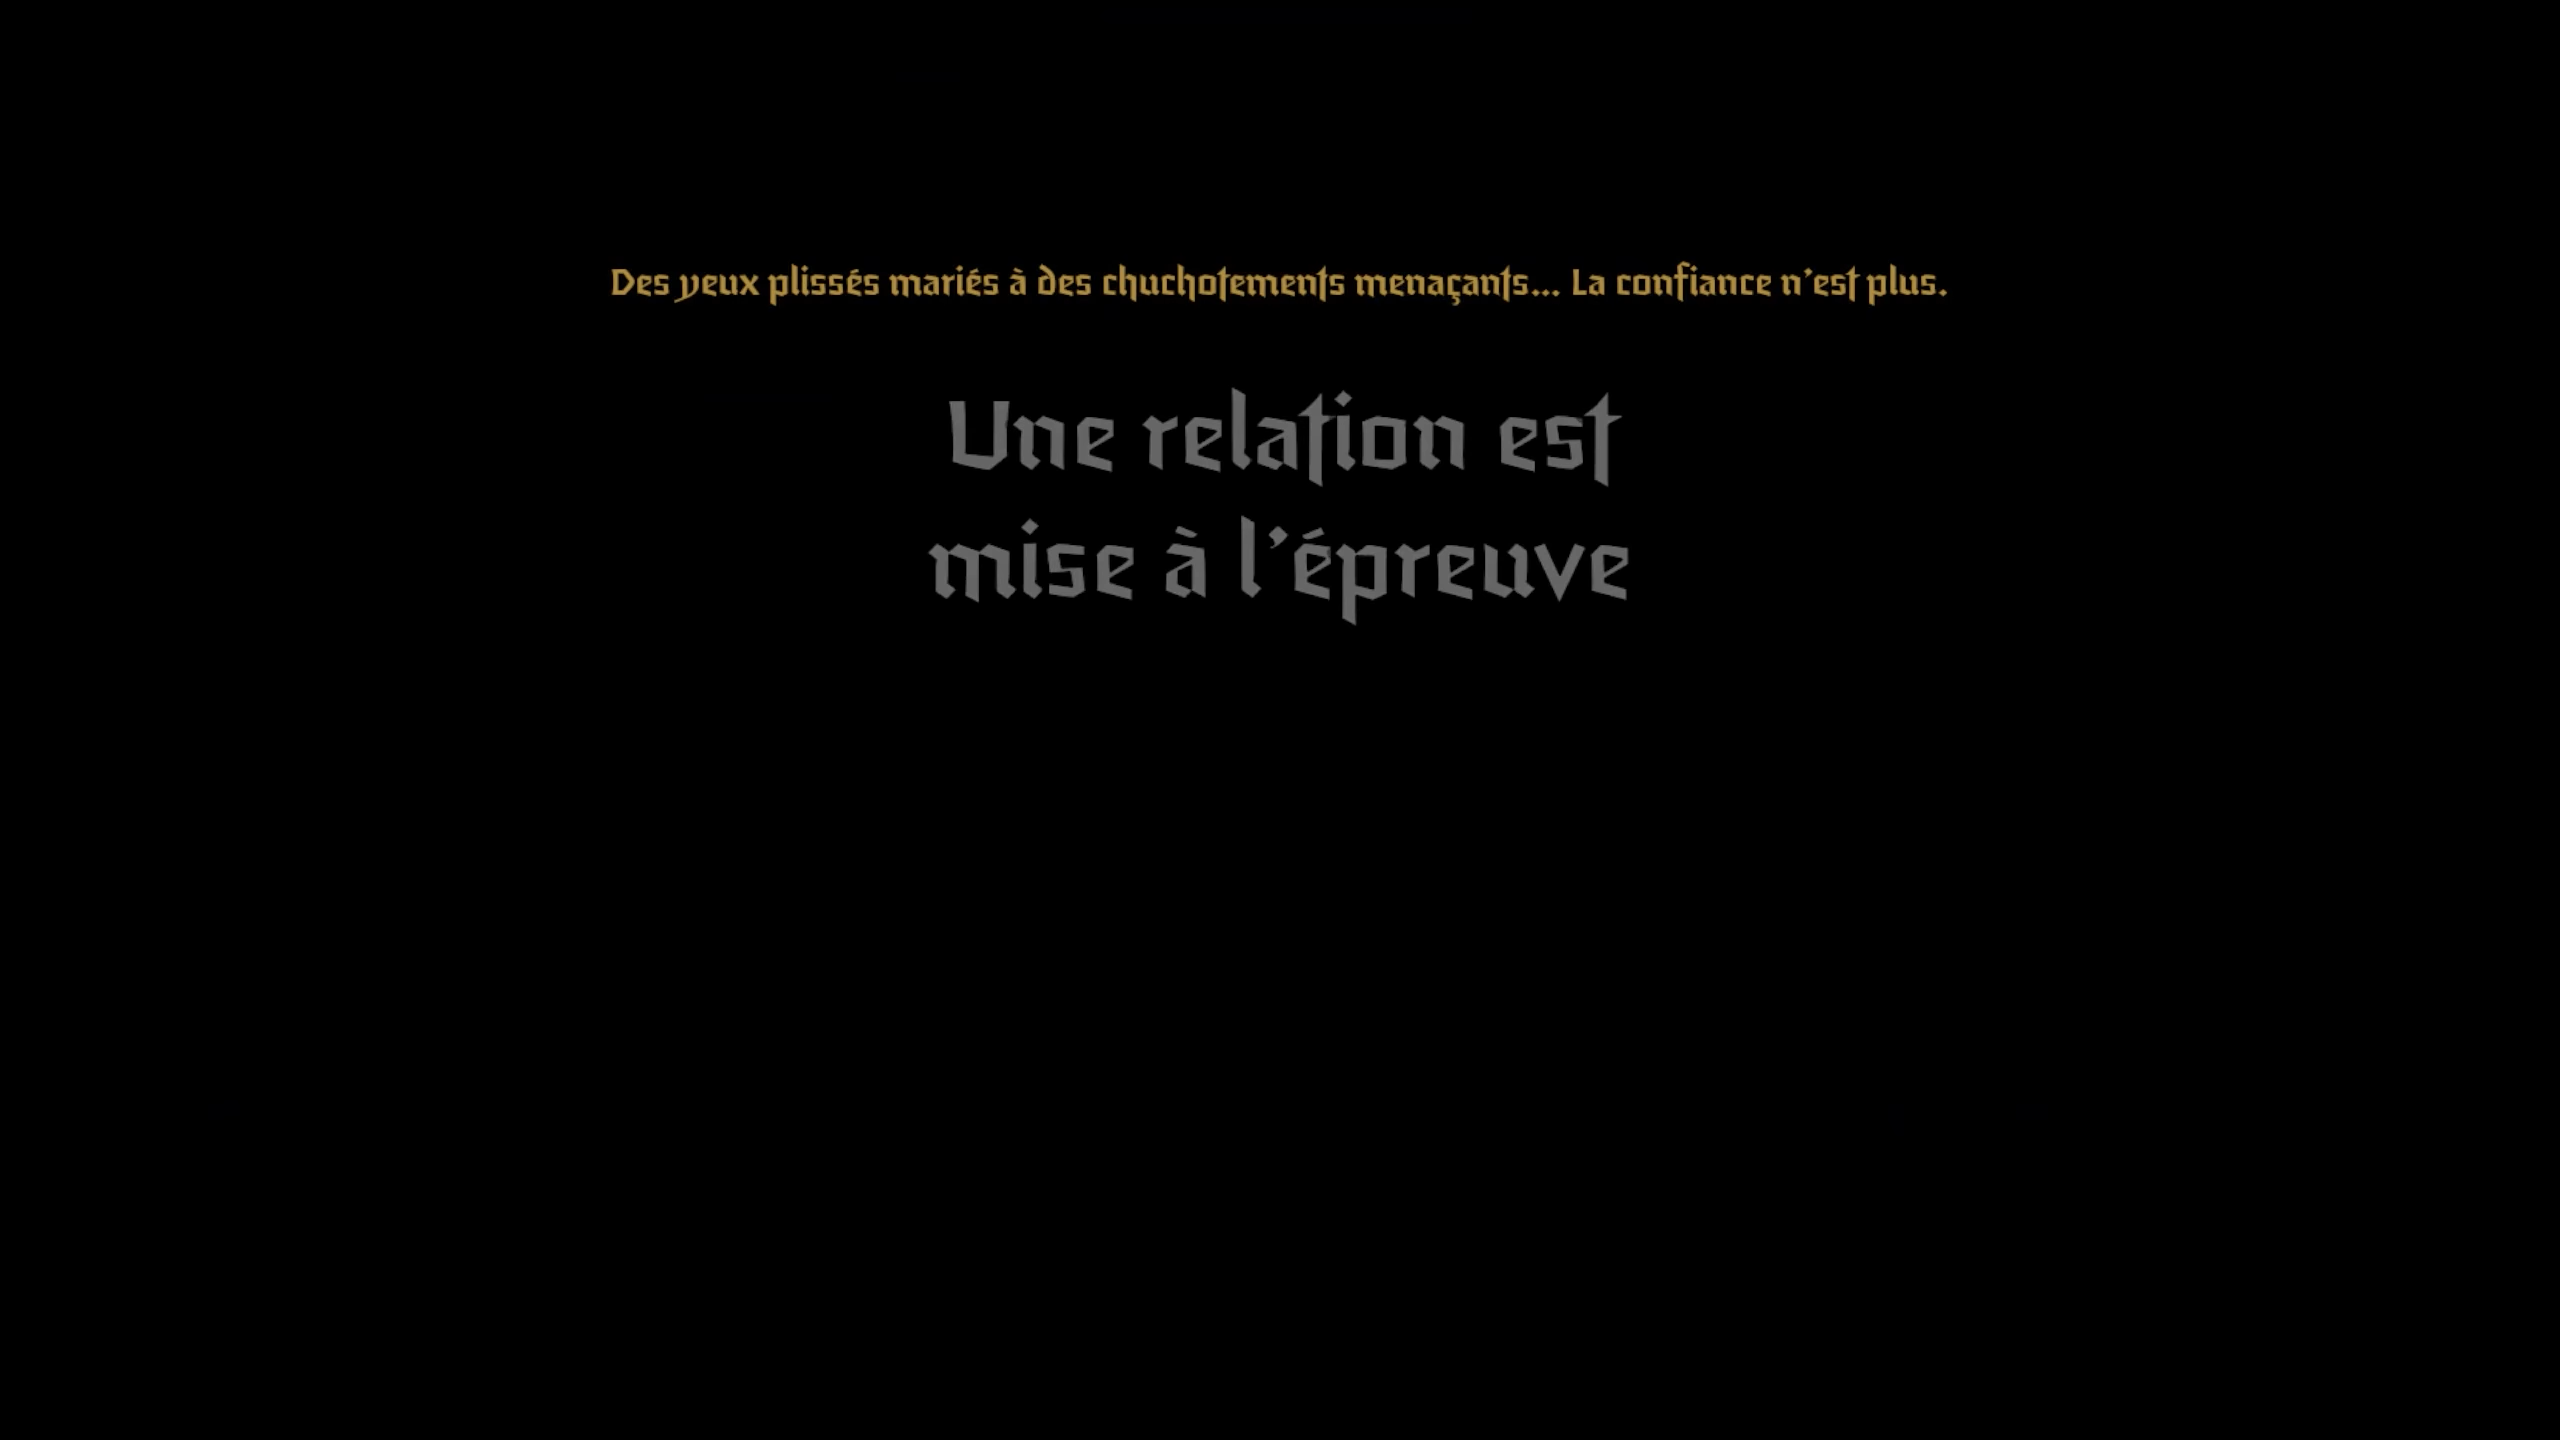 Des yeux plissés mariés à des chuchotements menaçants... La confiance n'est plus.
Une relation est
mise à l'épreuve